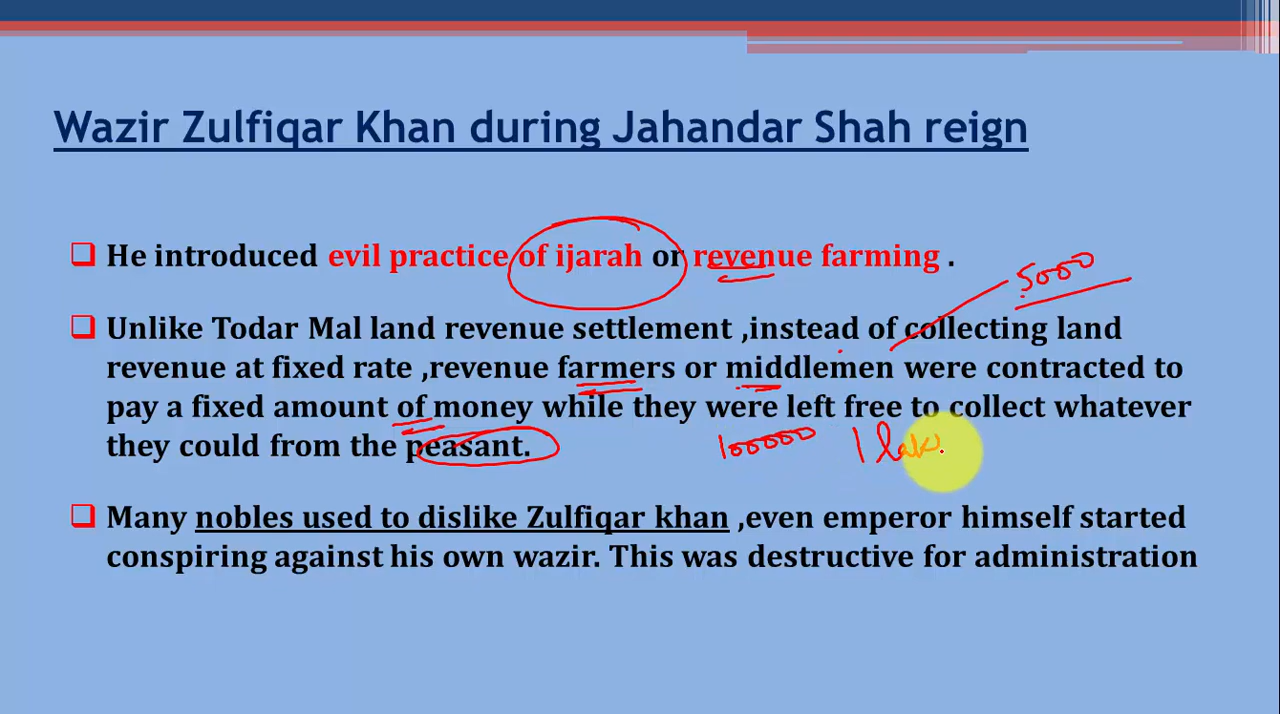 Wazir Zulfiqar Khan during Jahandar Shah reign
He introduced evil practice of ijarah or revenue farming .
5000
Unlike Todar Mal land revenue settlement ,instead of collecting land
revenue at fixed rate ,revenue farmers or middlemen were contracted to
pay a fixed amount of money while they were left free to collect whatever
they could from the peasant.
100000 1 lak
Many nobles used to dislike Zulfiqar khan ,even emperor himself started
conspiring against his own wazir. This was destructive for administration